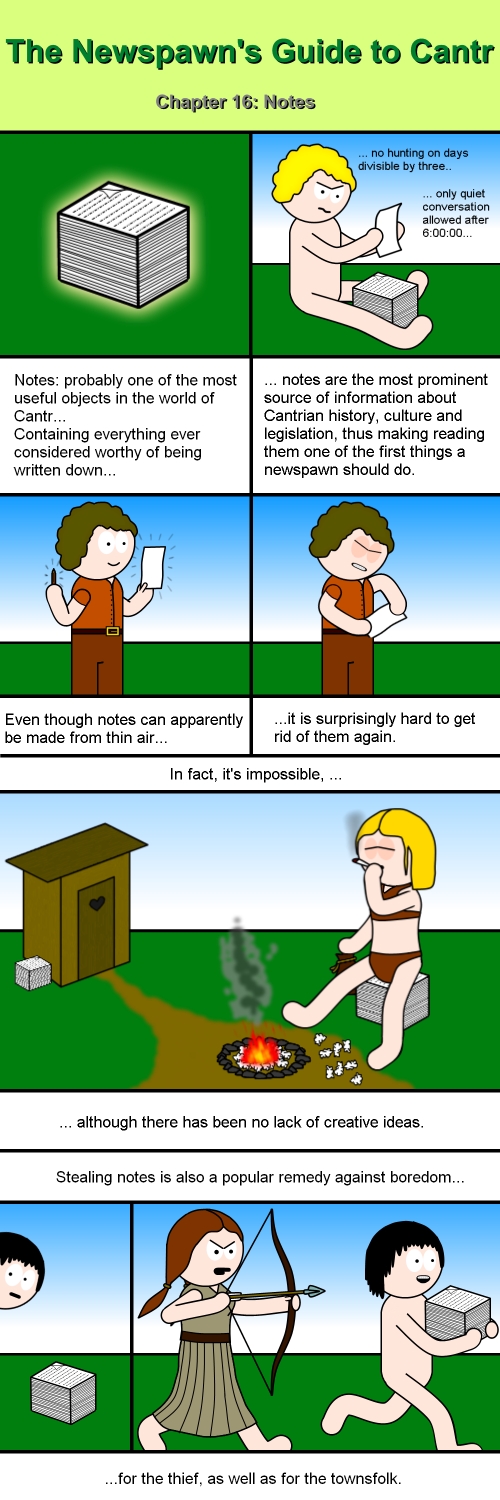 The Newspawn's Guide to Cantr
Chapter 16: Notes
... no hunting on days
divisible by three..
... only quiet
conversation
allowed after
6:00:00...
Notes: probably one of the most
useful objects in the world of
Cantr...
Containing everything ever
considered worthy of being
written down...
... notes are the most prominent
source of information about
Cantrian history, culture and
legislation, thus making reading
them one of the first things a
newspawn should do.
Even though notes can apparently
be made from thin air...
...it is surprisingly hard to get
rid of them again.
In fact, it's impossible, ...
... although there has been no lack of creative ideas.
Stealing notes is also a popular remedy against boredom...
...for the thief, as well as for the townsfolk.